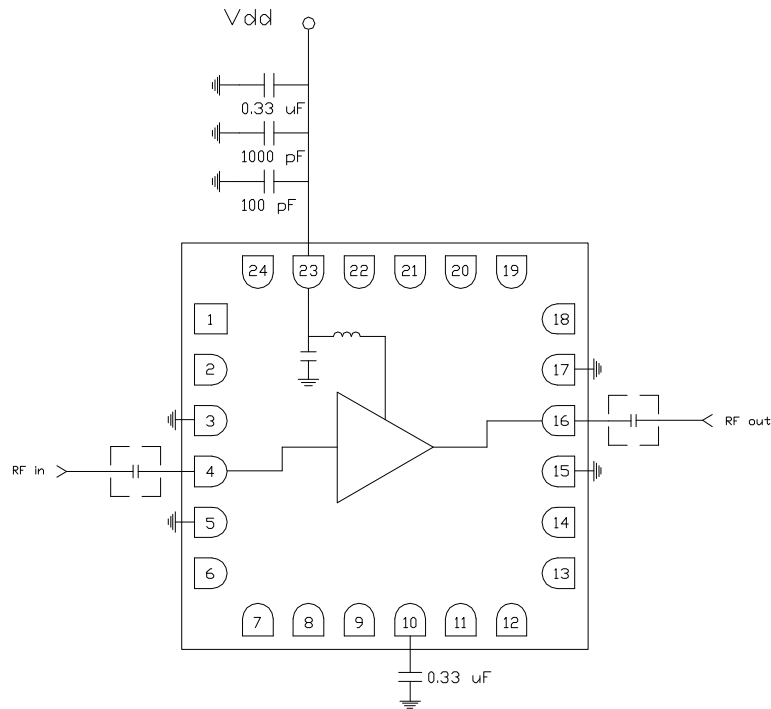 Vdd
0.33 uF
1000 pF
100 pF
24 23 22 21 20 19
1 18
2 17
3 16 RF out
RF in 4 15
5 14
6 13
7 8 9 10 11 12
0.33 uF